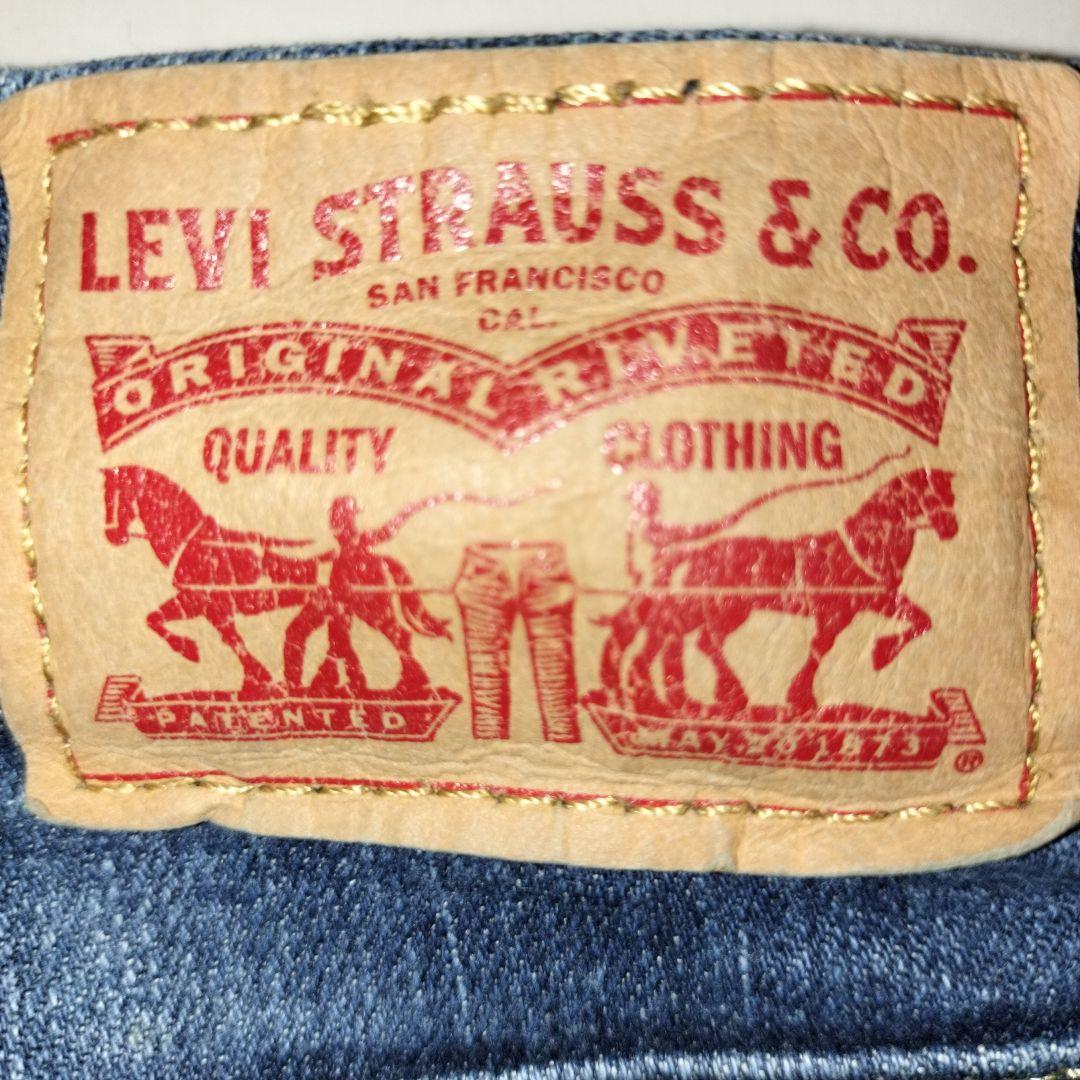 LEVI STRAUSS & CO.
SAN FRANCISCO
CAL.
ORIGINAL RIVETED
QUALITY CLOTHING
PATENTED MAY 20 1873
®